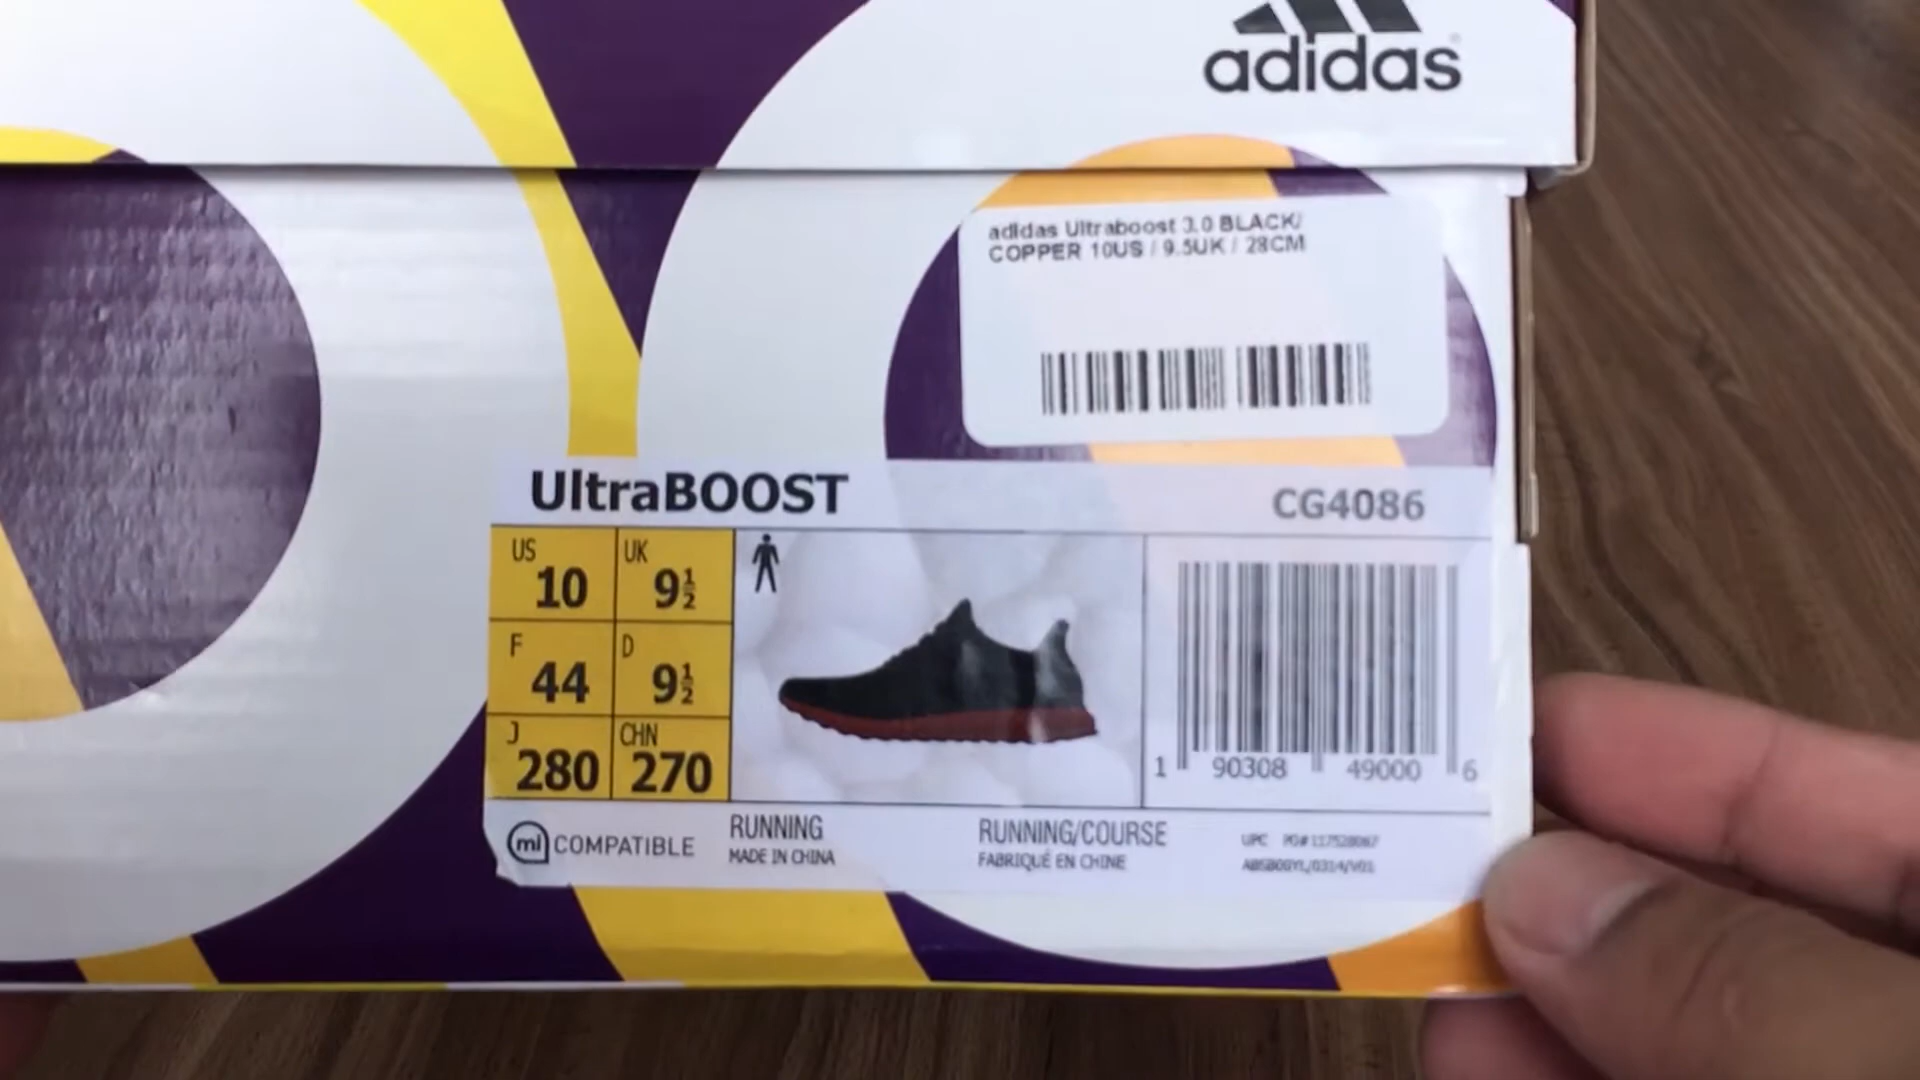 adidas
adidas Ultraboost 3.0 BLACK/
COPPER 10US / 9.5UK / 28CM
UltraBOOST
CG4086
US 10
UK 9½
F 44
D 9½
J 280
CHN 270
1 90308 49000 6
ml COMPATIBLE
RUNNING
MADE IN CHINA
RUNNING/COURSE
FABRIQUÉ EN CHINE
UPC PO#